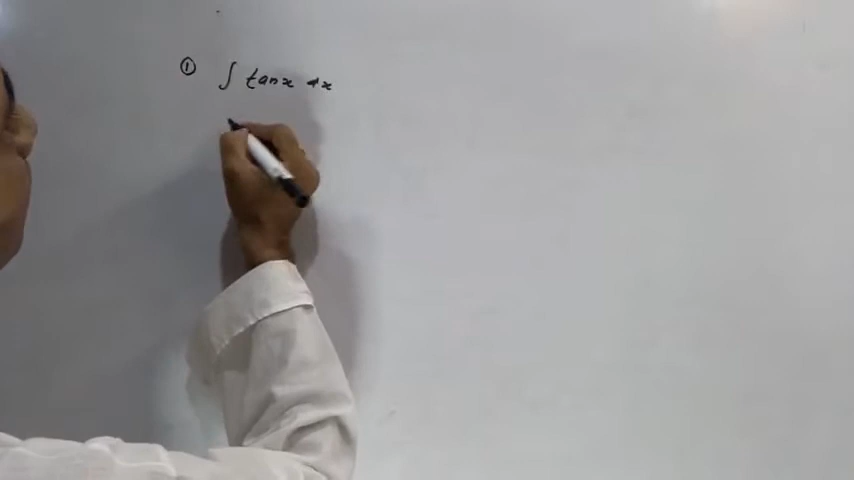 ① ∫ tanx dx